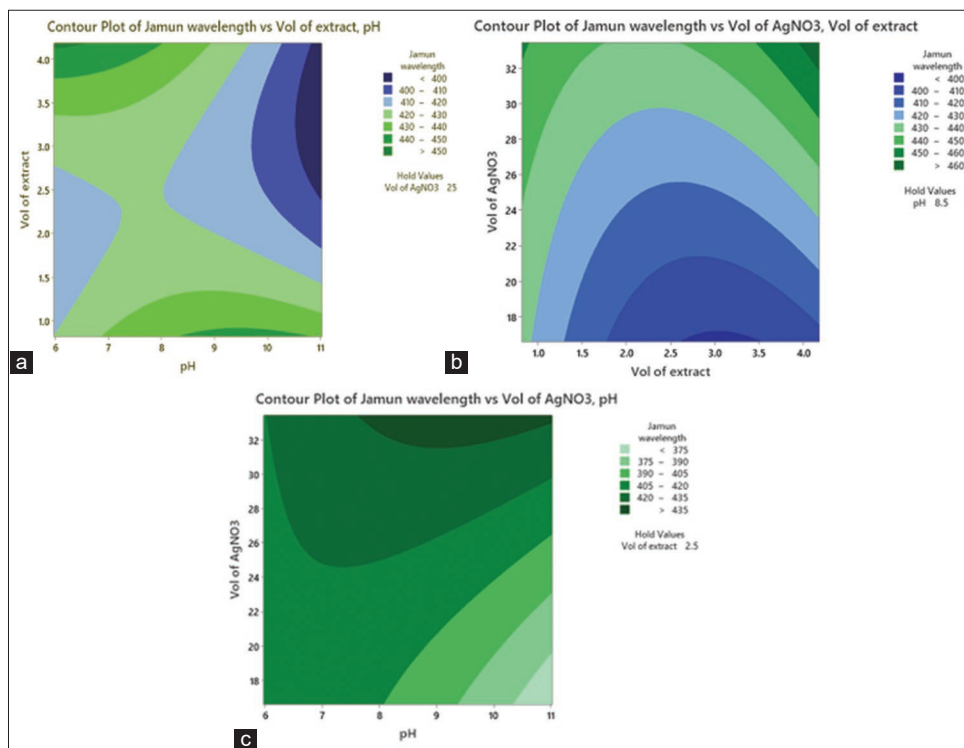 Contour Plot of Jamun wavelength vs Vol of extract, pH
4.0
3.5
3.0
2.5
2.0
1.5
1.0
Vol of extract
6 7 8 9 10 11
pH
Jamun
wavelength
< 400
400 – 410
410 – 420
420 – 430
430 – 440
440 – 450
> 450
Hold Values
Vol of AgNO3 25
a
Contour Plot of Jamun wavelength vs Vol of AgNO3, Vol of extract
32
30
28
26
24
22
20
18
Vol of AgNO3
1.0 1.5 2.0 2.5 3.0 3.5 4.0
Vol of extract
Jamun
wavelength
< 400
400 – 410
410 – 420
420 – 430
430 – 440
440 – 450
450 – 460
> 460
Hold Values
pH 8.5
b
Contour Plot of Jamun wavelength vs Vol of AgNO3, pH
32
30
28
26
24
22
20
18
Vol of AgNO3
6 7 8 9 10 11
pH
Jamun
wavelength
< 375
375 – 390
390 – 405
405 – 420
420 – 435
> 435
Hold Values
Vol of extract 2.5
c